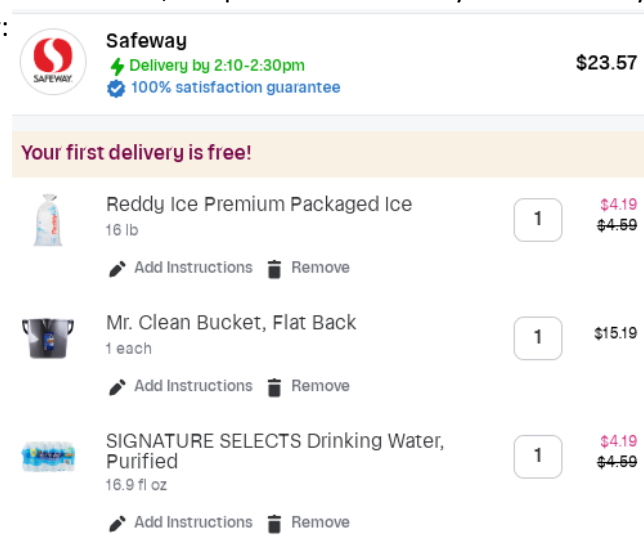 :
Safeway
SAFEWAY.
Delivery by 2:10-2:30pm
$23.57
100% satisfaction guarantee
Your first delivery is free!
Reddy Ice Premium Packaged Ice
1
$4.19
16 lb
$4.59
Add Instructions Remove
Mr. Clean Bucket, Flat Back
1
$15.19
1 each
Add Instructions Remove
SIGNATURE SELECTS Drinking Water,
Purified
1
$4.19
$4.59
16.9 fl oz
Add Instructions Remove